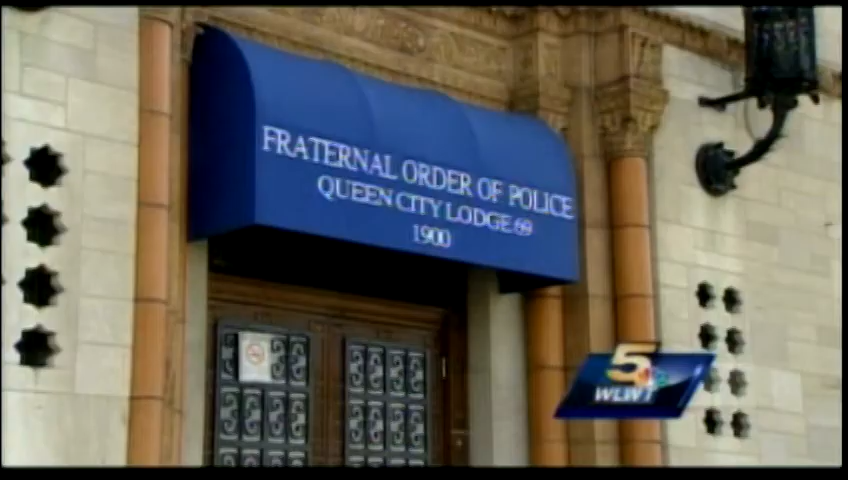 FRATERNAL ORDER OF POLICE
QUEEN CITY LODGE 69
1900
5
WLWT